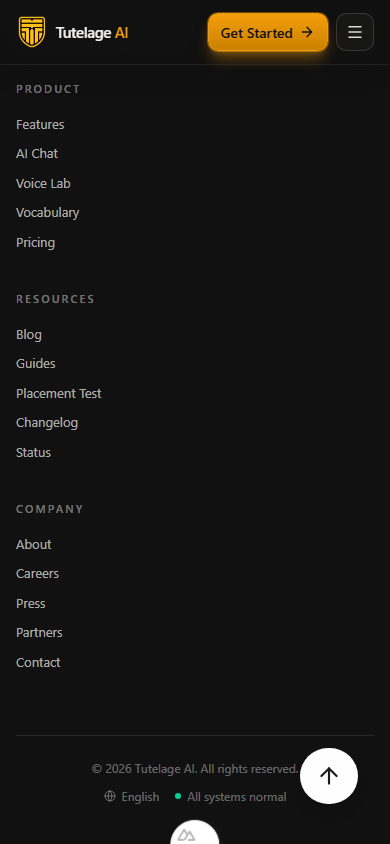 Tutelage AI
Get Started
PRODUCT
Features
AI Chat
Voice Lab
Vocabulary
Pricing
RESOURCES
Blog
Guides
Placement Test
Changelog
Status
COMPANY
About
Careers
Press
Partners
Contact
© 2026 Tutelage AI. All rights reserved.
English
All systems normal